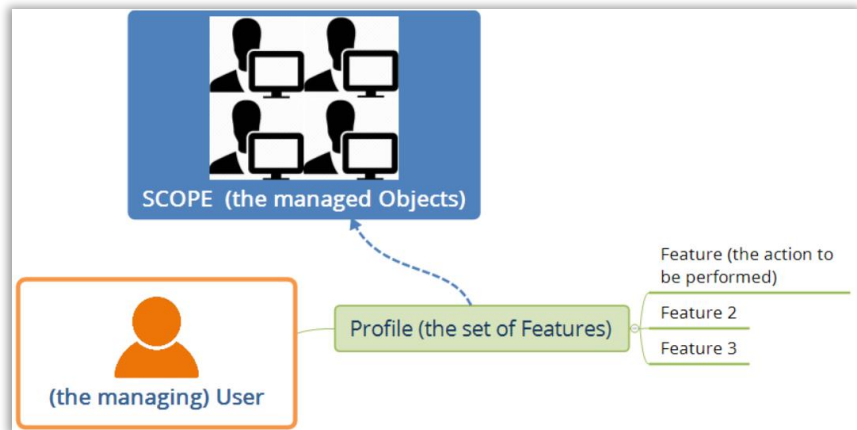 SCOPE (the managed Objects)
Feature (the action to
be performed)
Profile (the set of Features)
Feature 2
Feature 3
(the managing) User